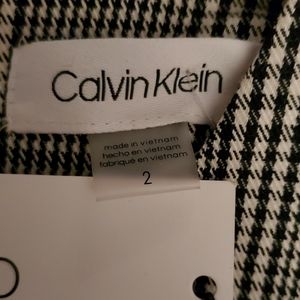 Calvin Klein
made in vietnam
hecho en vietnam
fabriqué en vietnam
2